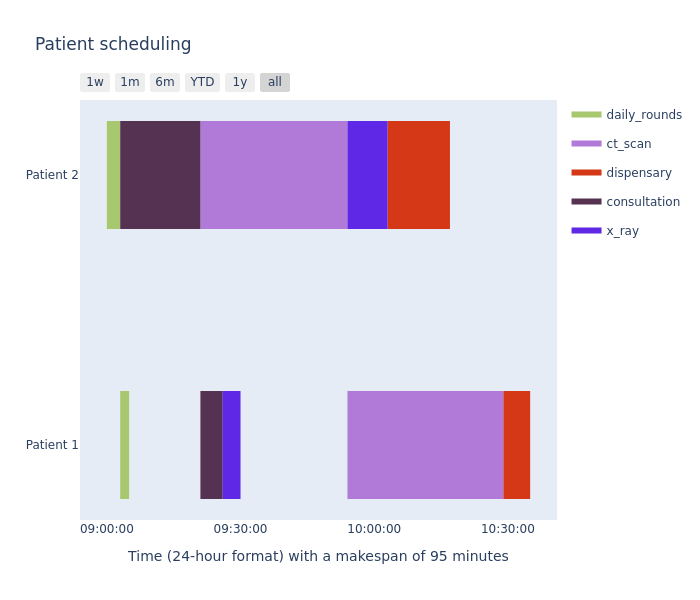 Patient scheduling
1w 1m 6m YTD 1y all
daily_rounds
ct_scan
dispensary
consultation
x_ray
Patient 2
Patient 1
09:00:00 09:30:00 10:00:00 10:30:00
Time (24-hour format) with a makespan of 95 minutes